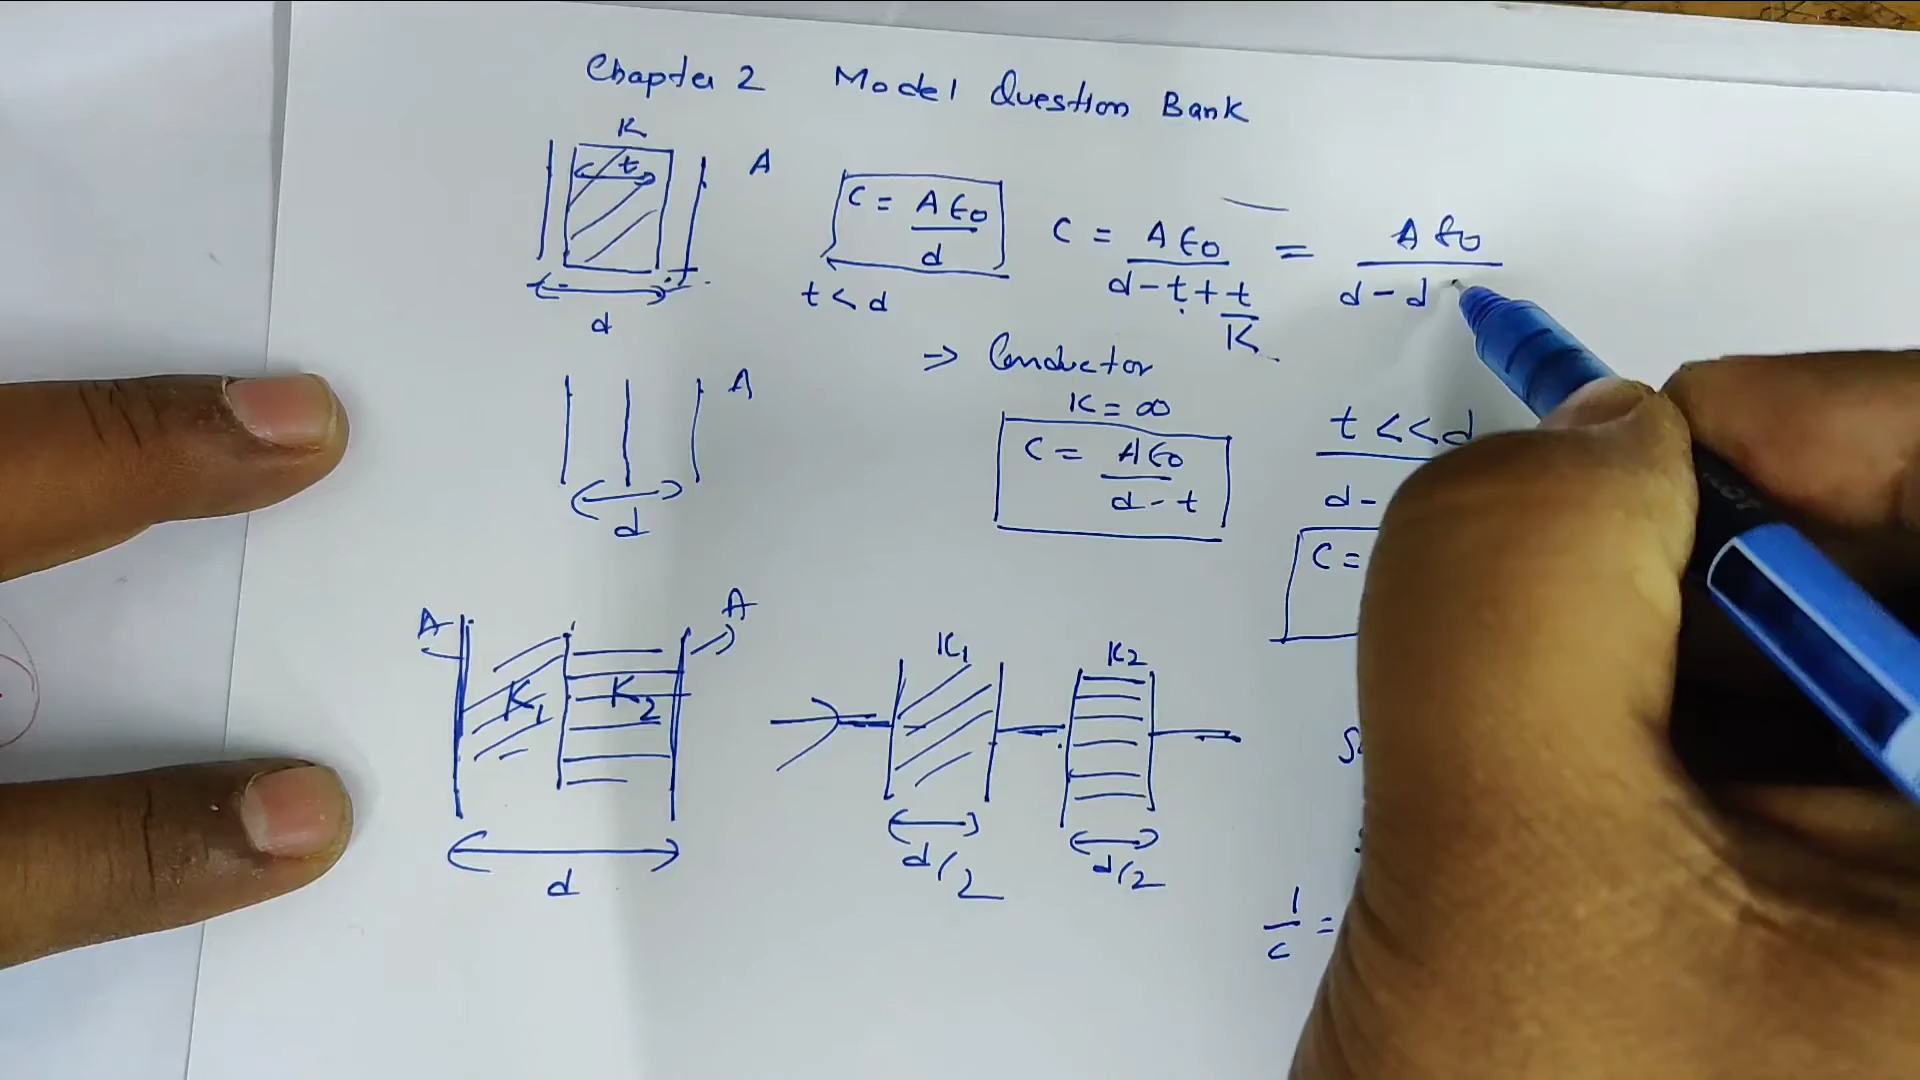 Chapter 2 Model Question Bank
K
t
A
d
C = Aε0/d
t < d
C = Aε0/(d - t + t/K) = Aε0/(d - d
⇒ Conductor
K = ∞
C = Aε0/(d - t)
t << d
d -
C =
A
d
A
A
K1 K2
d
K1
K2
d/2
d/2
1/C =